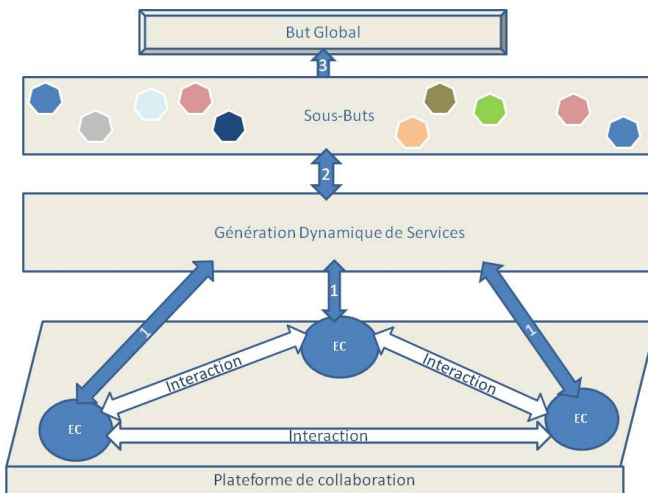 But Global
3
Sous-Buts
2
Génération Dynamique de Services
1
1
1
EC
Interaction
Interaction
EC
EC
Interaction
Plateforme de collaboration